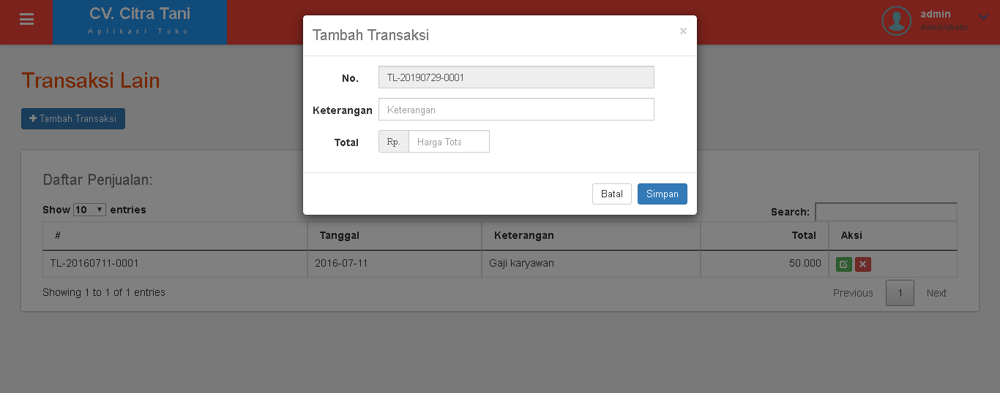 CV. Citra Tani
Aplikasi Toko
admin
Administrator
Tambah Transaksi
×
No.
TL-20190729-0001
Keterangan
Keterangan
Total
Rp.
Harga Tota
Batal
Simpan
Transaksi Lain
Tambah Transaksi
Daftar Penjualan:
Show 10 entries
Search:
# Tanggal Keterangan Total Aksi
TL-20160711-0001 2016-07-11 Gaji karyawan 50.000
Showing 1 to 1 of 1 entries
Previous 1 Next